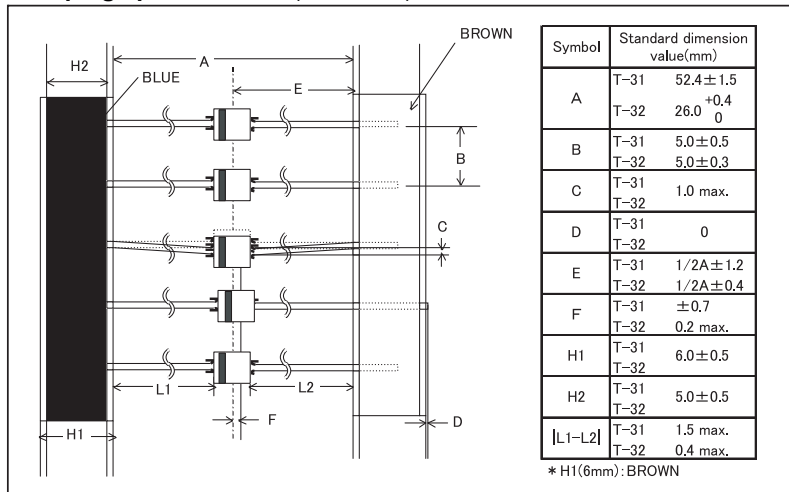 BROWN
A
H2
BLUE
E
B
C
L1
L2
F
D
H1
Symbol Standard dimension value(mm)
A T-31 52.4±1.5
T-32 26.0 +0.4 0
B T-31 5.0±0.5
T-32 5.0±0.3
C T-31 T-32 1.0 max.
D T-31 T-32 0
E T-31 1/2A±1.2
T-32 1/2A±0.4
F T-31 ±0.7
T-32 0.2 max.
H1 T-31 T-32 6.0±0.5
H2 T-31 T-32 5.0±0.5
|L1-L2| T-31 1.5 max.
T-32 0.4 max.
* H1(6mm):BROWN